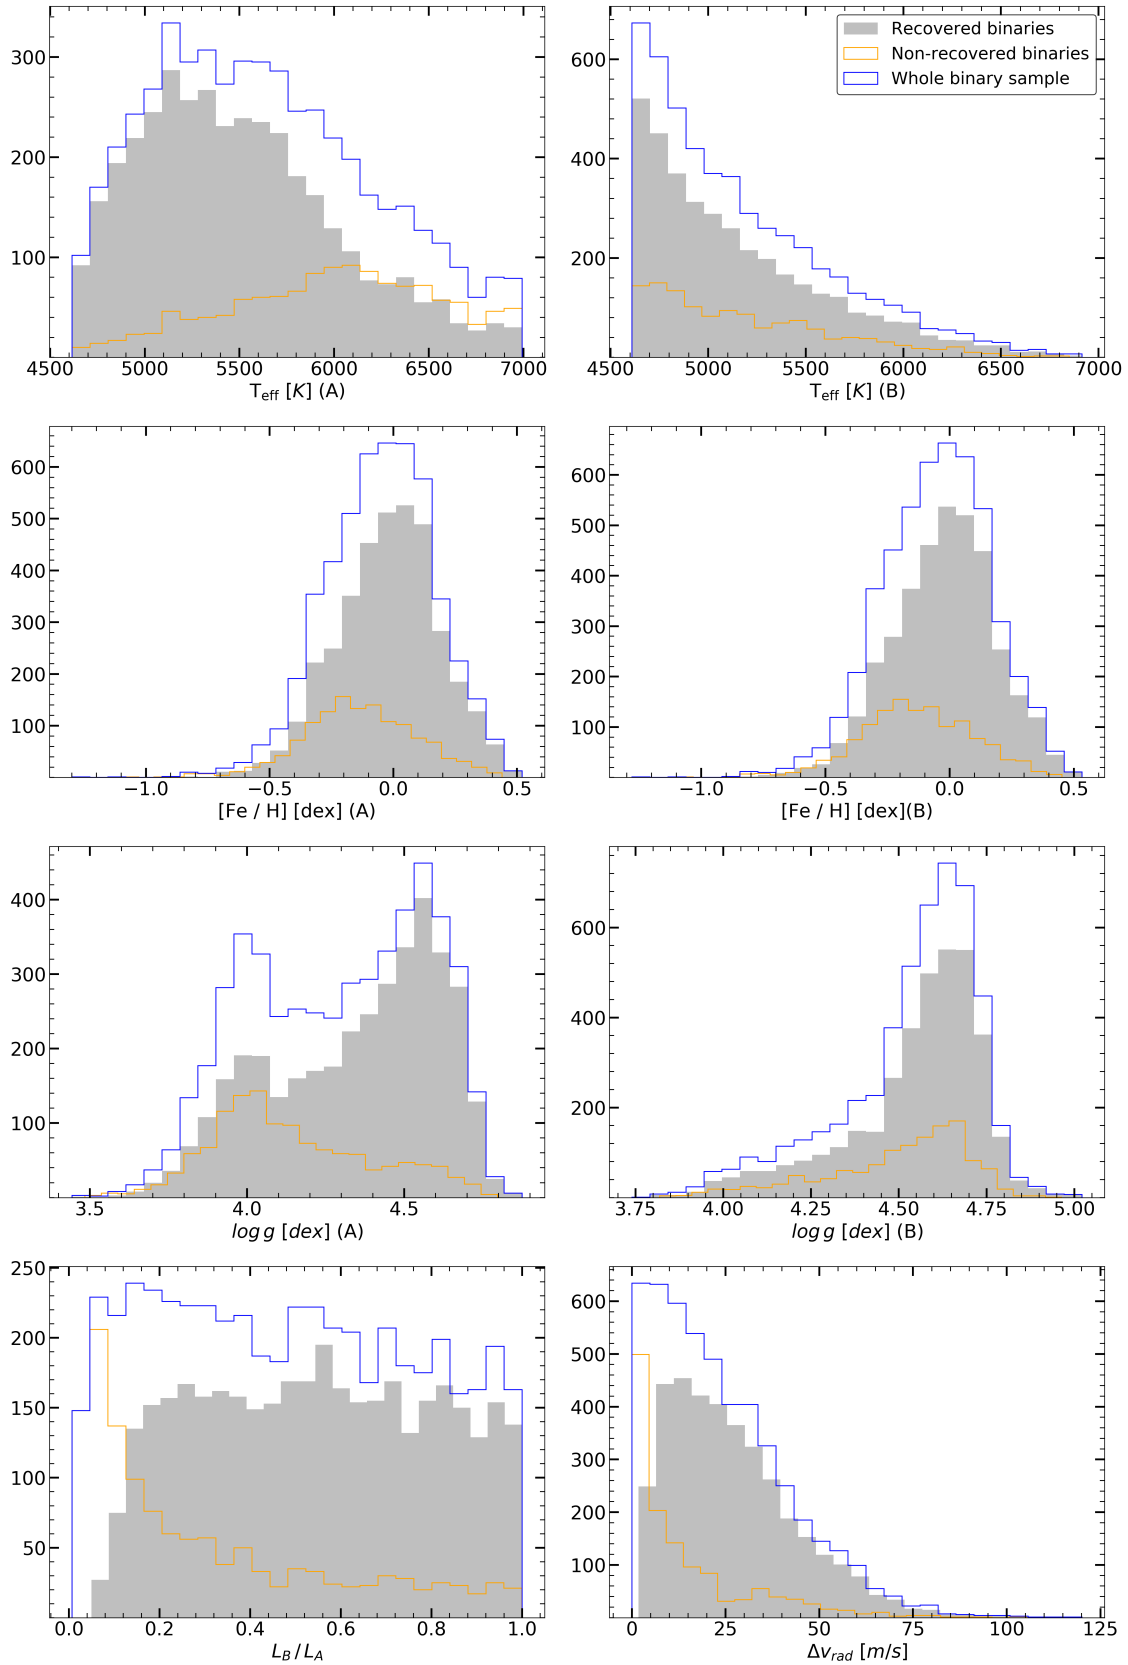 300
200
100
4500 5000 5500 6000 6500 7000
T_eff [K] (A)
600
400
200
Recovered binaries
Non-recovered binaries
Whole binary sample
4500 5000 5500 6000 6500 7000
T_eff [K] (B)
600
500
400
300
200
100
−1.0 −0.5 0.0 0.5
[Fe / H] [dex] (A)
600
500
400
300
200
100
−1.0 −0.5 0.0 0.5
[Fe / H] [dex](B)
400
300
200
100
3.5 4.0 4.5
log g [dex] (A)
600
400
200
3.75 4.00 4.25 4.50 4.75 5.00
log g [dex] (B)
250
200
150
100
50
0.0 0.2 0.4 0.6 0.8 1.0
L_B / L_A
600
500
400
300
200
100
0 25 50 75 100 125
Δv_rad [m/s]